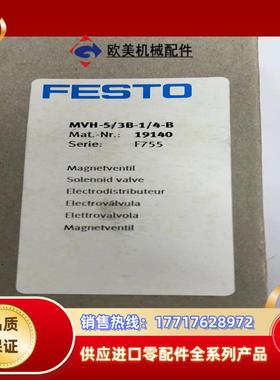 欧美机械配件
FESTO
MVH-5/3B-1/4-B
Mat.-Nr.: 19140
Serie: F755
Magnetventil
Solenoid valve
Electrodistributeur
Electroválvula
Elettrovalvola
Magnetventil
品质
保证
销售热线：17717628972
供应进口零配件全系列产品